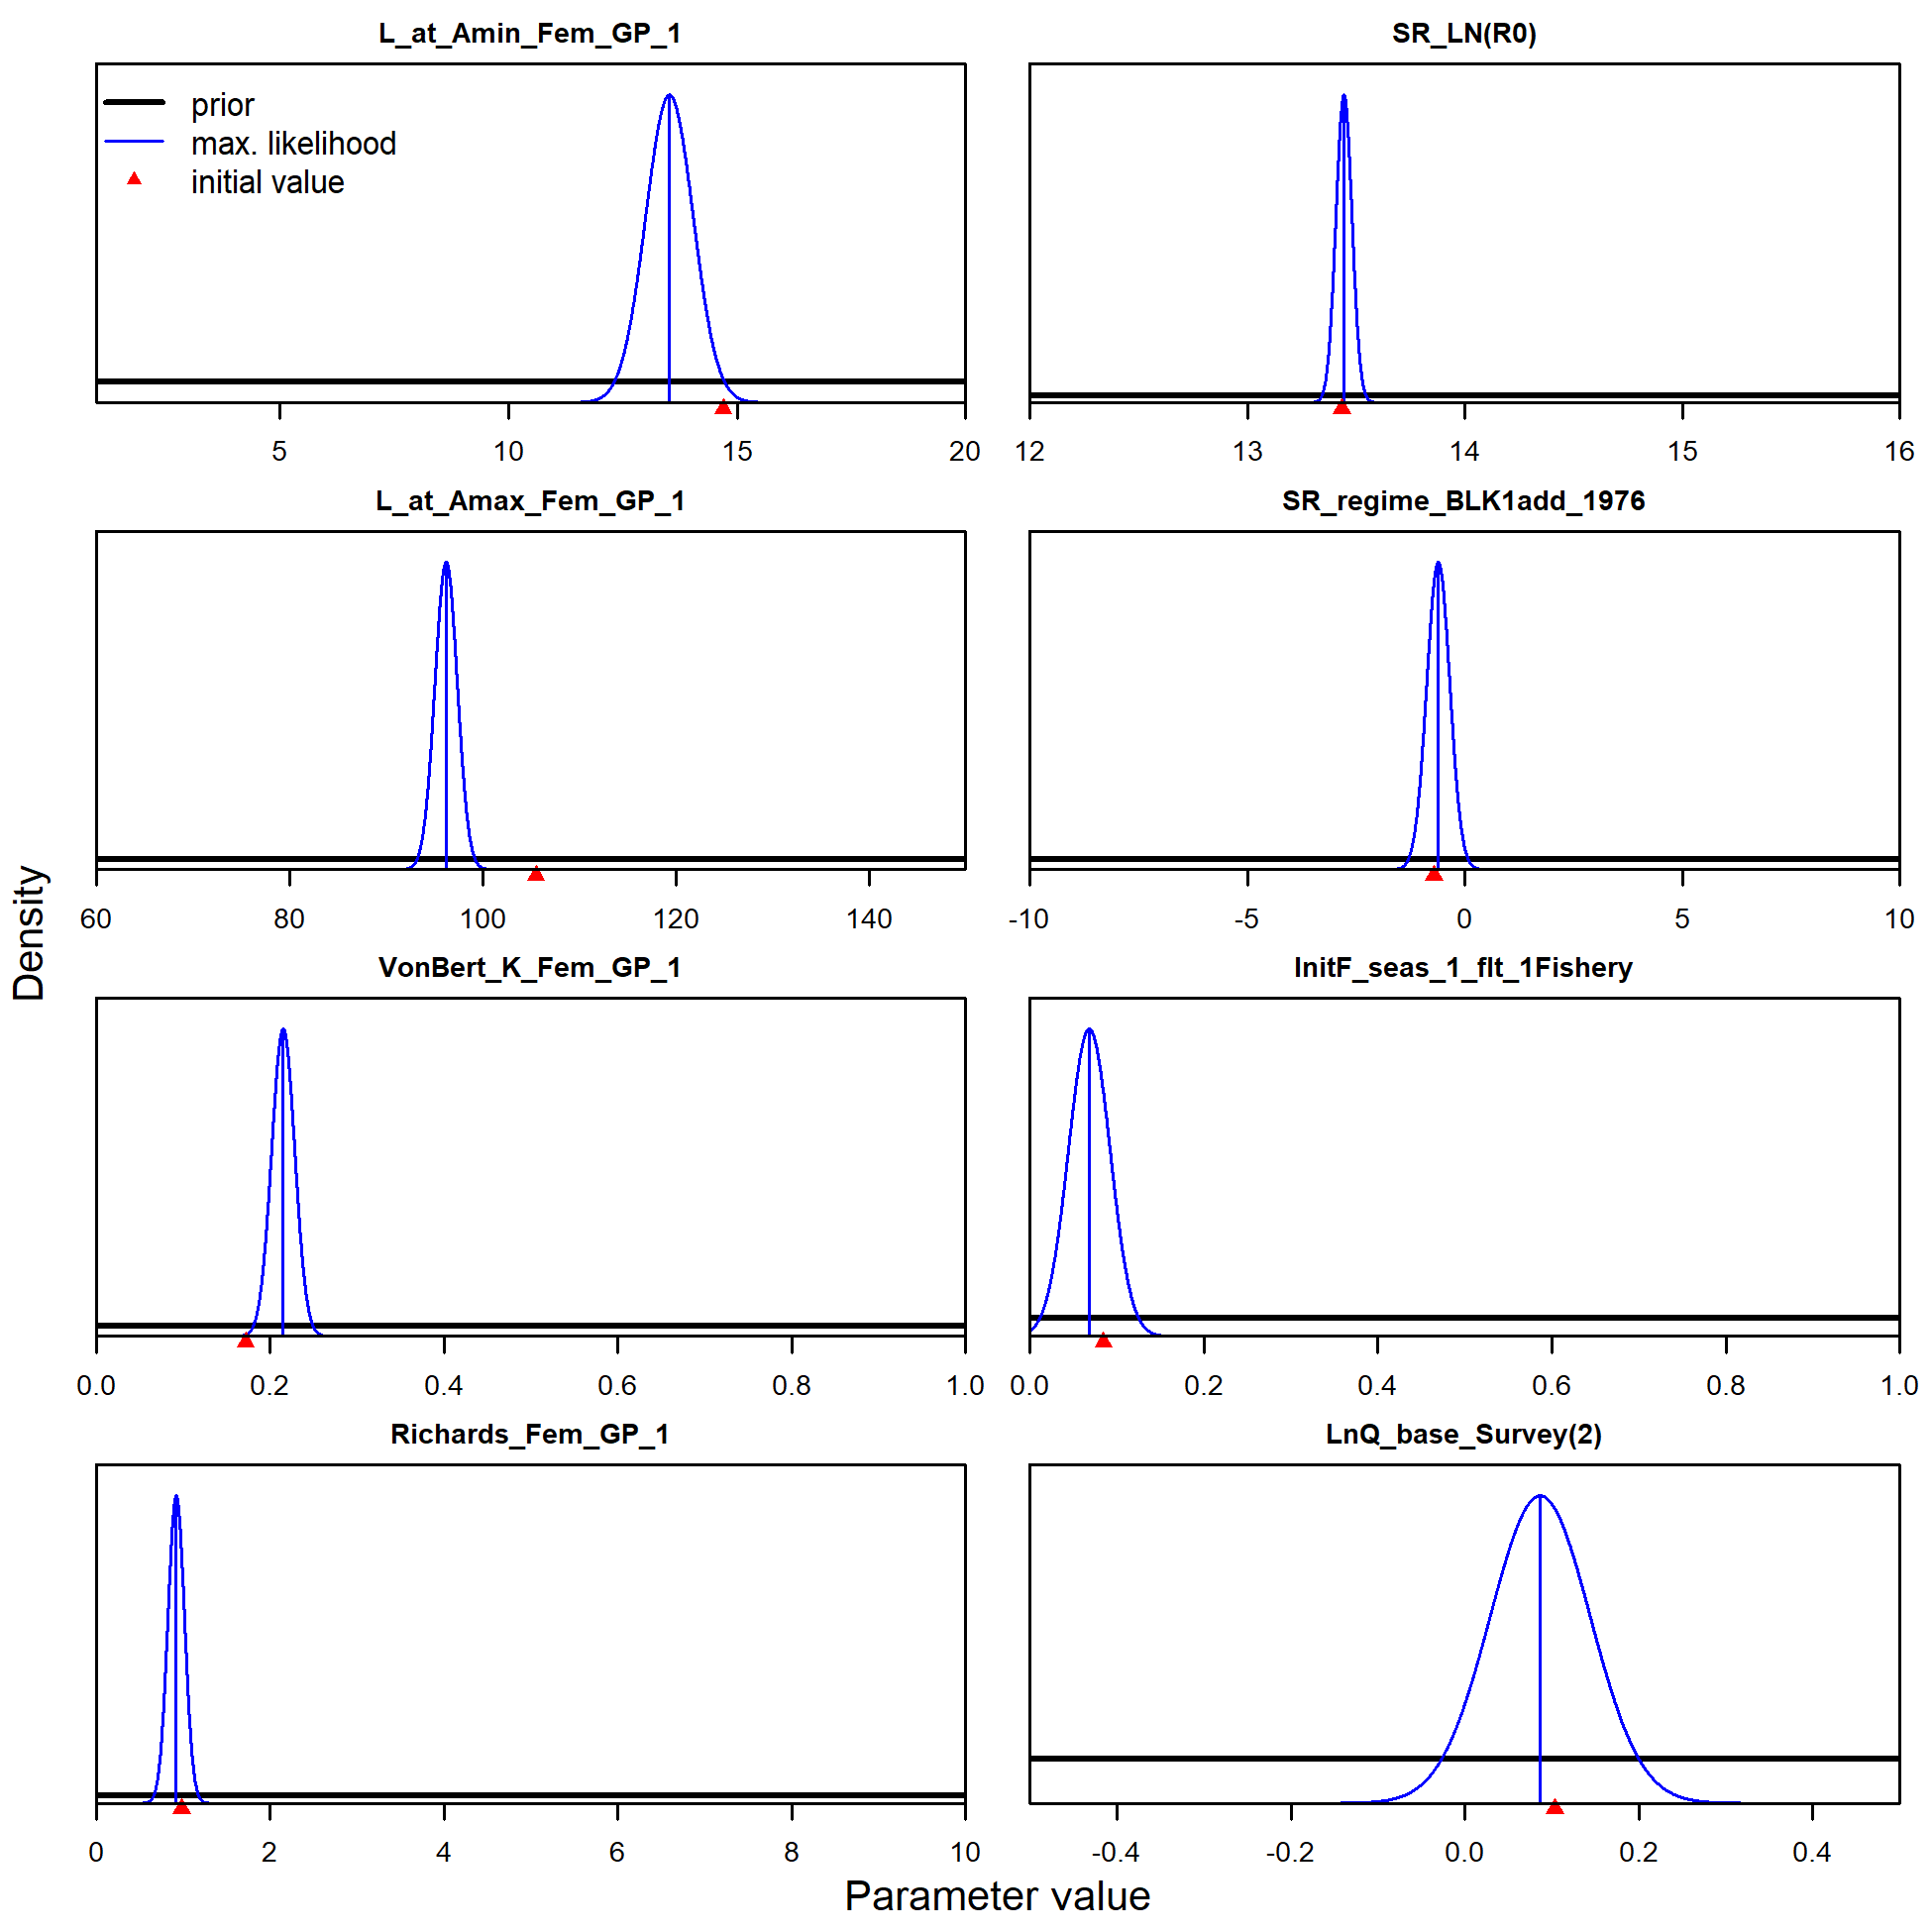 L_at_Amin_Fem_GP_1
prior
max. likelihood
initial value
5 10 15 20
SR_LN(R0)
12 13 14 15 16
L_at_Amax_Fem_GP_1
60 80 100 120 140
SR_regime_BLK1add_1976
-10 -5 0 5 10
VonBert_K_Fem_GP_1
0.0 0.2 0.4 0.6 0.8 1.0
InitF_seas_1_flt_1Fishery
0.0 0.2 0.4 0.6 0.8 1.0
Richards_Fem_GP_1
0 2 4 6 8 10
LnQ_base_Survey(2)
-0.4 -0.2 0.0 0.2 0.4
Density
Parameter value